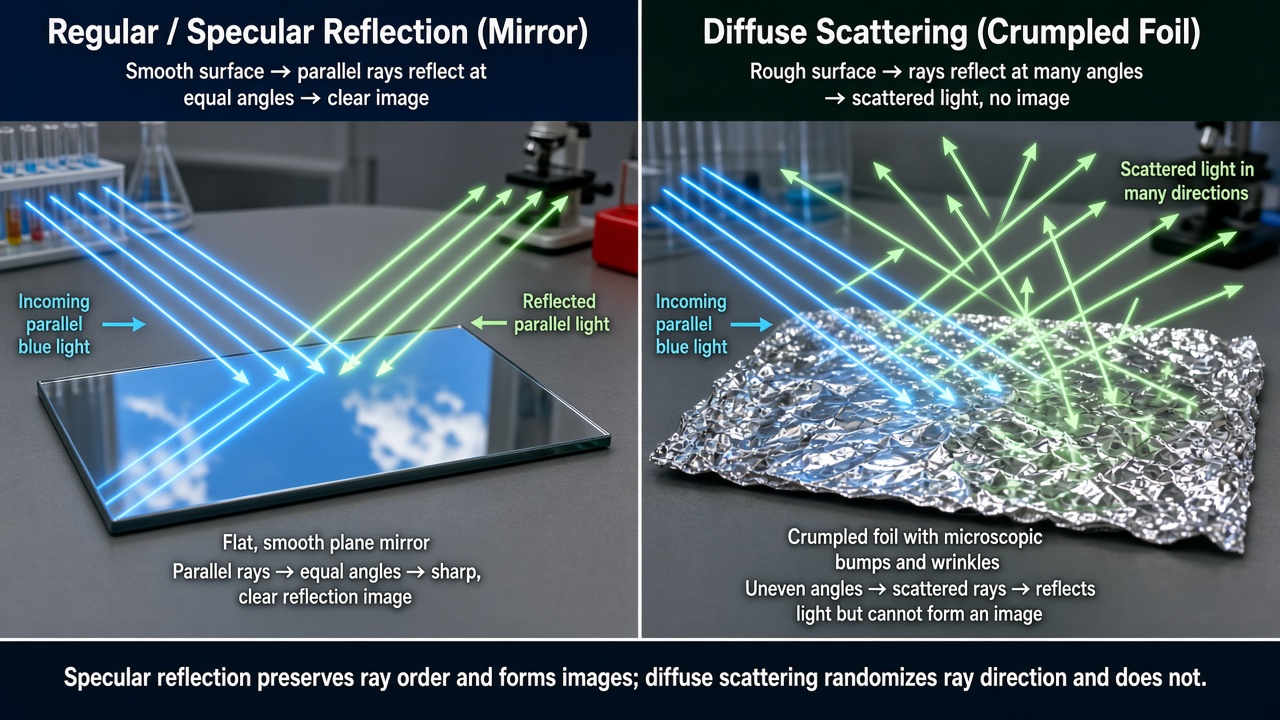 Regular / Specular Reflection (Mirror)
Smooth surface → parallel rays reflect at
equal angles → clear image
Incoming
parallel
blue light
Reflected
parallel light
Flat, smooth plane mirror
Parallel rays → equal angles → sharp,
clear reflection image
Diffuse Scattering (Crumpled Foil)
Rough surface → rays reflect at many angles
→ scattered light, no image
Scattered light in
many directions
Incoming
parallel
blue light
Crumpled foil with microscopic
bumps and wrinkles
Uneven angles → scattered rays → reflects
light but cannot form an image
Specular reflection preserves ray order and forms images; diffuse scattering randomizes ray direction and does not.